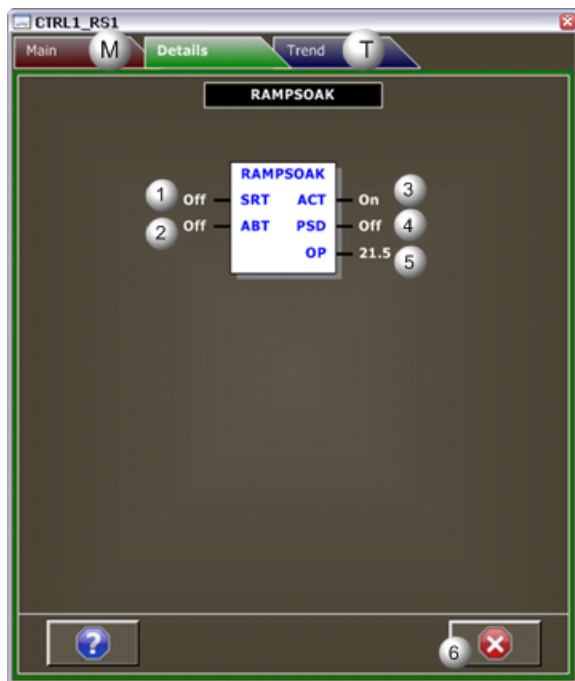 CTRL1_RS1
Main M Details Trend T
RAMPSOAK
RAMPSOAK
1 Off SRT ACT On 3
2 Off ABT PSD Off 4
OP 21.5 5
? 6